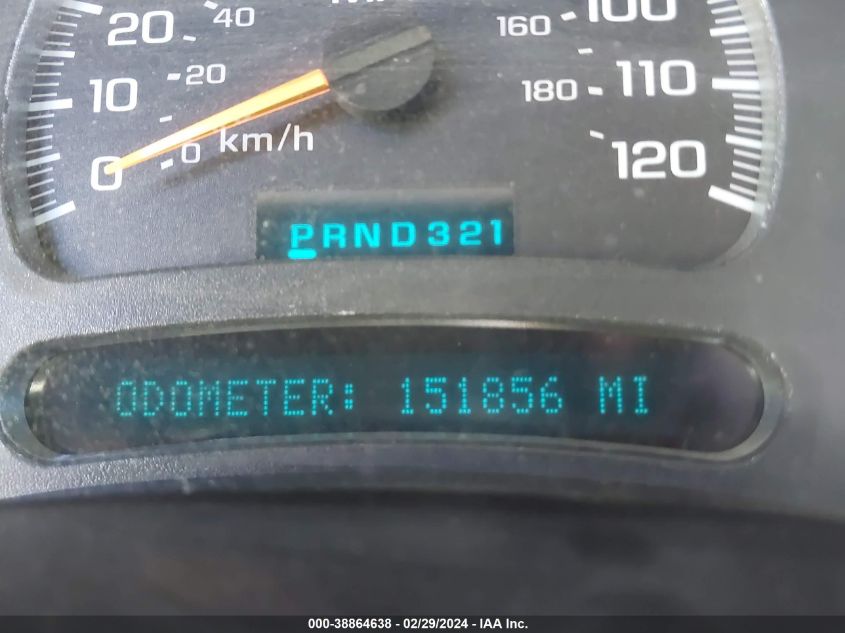 20 40 160 100
10 20 180 110
0 0 km/h 120
PRND321
ODOMETER: 151856 MI
000-38864638 - 02/29/2024 - IAA Inc.